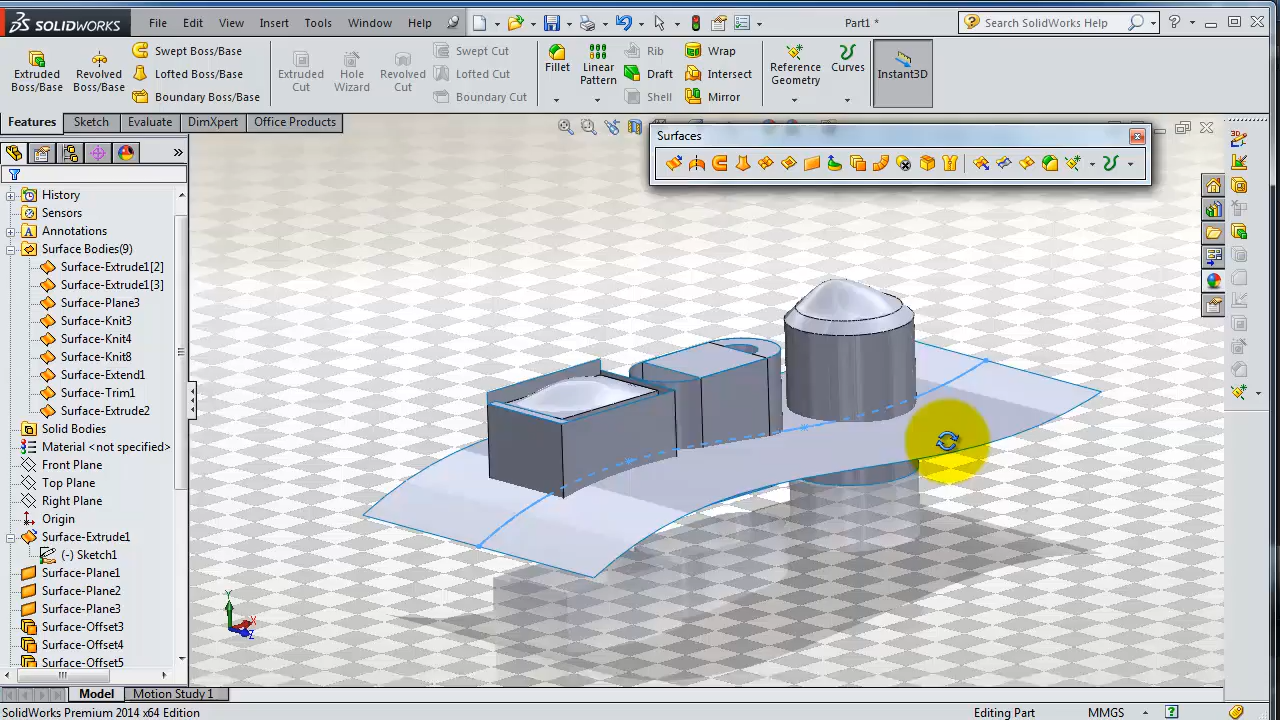 SOLIDWORKS File Edit View Insert Tools Window Help Part1 * Search SolidWorks Help
Extruded Boss/Base
Revolved Boss/Base
Swept Boss/Base
Lofted Boss/Base
Boundary Boss/Base
Extruded Cut
Hole Wizard
Revolved Cut
Swept Cut
Lofted Cut
Boundary Cut
Fillet
Linear Pattern
Rib
Draft
Shell
Wrap
Intersect
Mirror
Reference Geometry
Curves
Instant3D
Features Sketch Evaluate DimXpert Office Products
Surfaces
History
Sensors
Annotations
Surface Bodies(9)
Surface-Extrude1[2]
Surface-Extrude1[3]
Surface-Plane3
Surface-Knit3
Surface-Knit4
Surface-Knit8
Surface-Extend1
Surface-Trim1
Surface-Extrude2
Solid Bodies
Material <not specified>
Front Plane
Top Plane
Right Plane
Origin
Surface-Extrude1
(-) Sketch1
Surface-Plane1
Surface-Plane2
Surface-Plane3
Surface-Offset3
Surface-Offset4
Surface-Offset5
Y
X
Z
Model Motion Study 1
SolidWorks Premium 2014 x64 Edition Editing Part MMGS